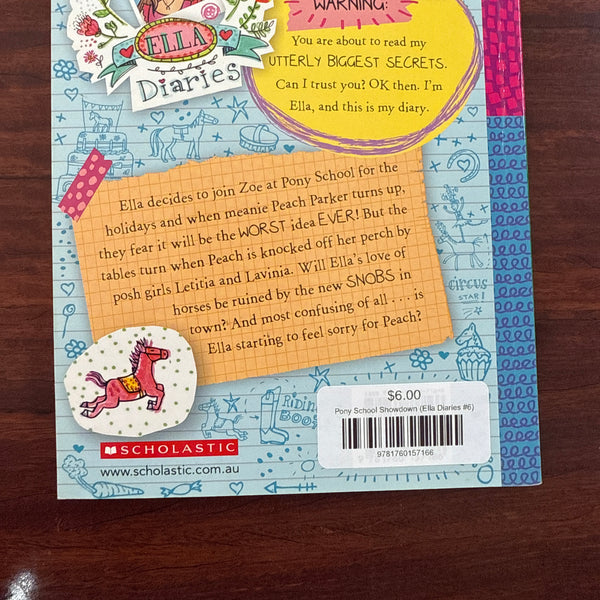 WARNING:
ELLA
Diaries
You are about to read my
UTTERLY BIGGEST SECRETS.
Can I trust you? OK then. I'm
Ella, and this is my diary.
Ella decides to join Zoe at Pony School for the
holidays and when meanie Peach Parker turns up,
they fear it will be the WORST idea EVER! But the
tables turn when Peach is knocked off her perch by
posh girls Letitia and Lavinia. Will Ella's love of
horses be ruined by the new SNOBS in
town? And most confusing of all . . . is
Ella starting to feel sorry for Peach?
CIRCUS
STAR!
RIDING
BOOTS
$6.00
Pony School Showdown (Ella Diaries #6)
9781760157166
SCHOLASTIC
www.scholastic.com.au